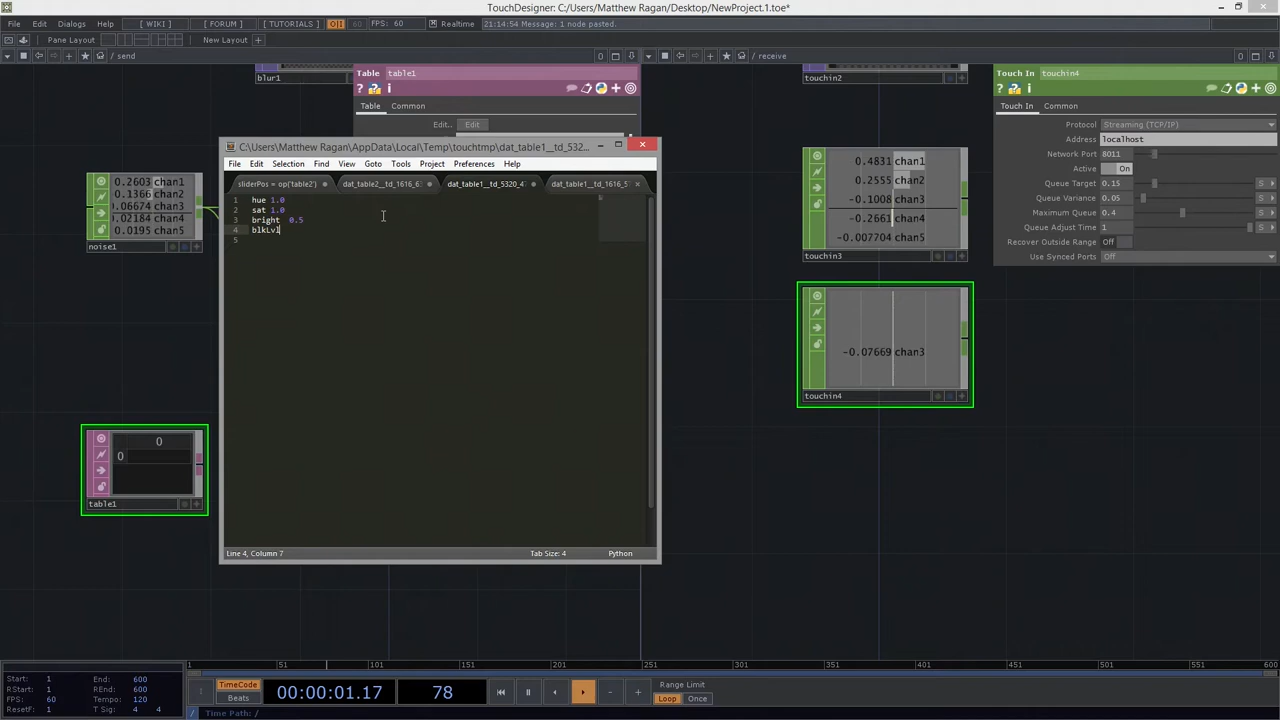 TouchDesigner: C:/Users/Matthew Ragan/Desktop/NewProject.1.toe*
File Edit Dialogs Help [ WIKI ] [ FORUM ] [ TUTORIALS ] O|I 60 FPS: 60 Realtime 21:14:54 Message: 1 node pasted.
Pane Layout New Layout +
/ send 0 / receive 0
blur1
Table table1
Table Common
Edit.. Edit
touchin2
Touch In touchin4
Touch In Common
Protocol Streaming (TCP/IP)
Address localhost
Network Port 8011
Active On
Queue Target 0.15
Queue Variance 0.05
Maximum Queue 0.4
Queue Adjust Time 1
Recover Outside Range Off
Use Synced Ports Off
C:\Users\Matthew Ragan\AppData\Temp\touchtmp\dat_table1__td_532...
File Edit Selection Find View Goto Tools Project Preferences Help
sliderPos = op('table2') dat_table2__td_1616_6 dat_table1__td_5320_4 dat_table1__td_1616_5
1 hue 1.0
2 sat 1.0
3 bright 0.5
4 blkLvl
5
Line 4, Column 7 Tab Size: 4 Python
0.2603 chan1
0.1366 chan2
0.06674 chan3
0.02184 chan4
0.0195 chan5
noise1
0
0
table1
0.4831 chan1
0.2555 chan2
-0.1008 chan3
-0.2661 chan4
-0.007704 chan5
touchin3
-0.07669 chan3
touchin4
1 51 101 151 201 251 351 401 451 501 551 600
Start: 1 End: 600
RStart: 1 REnd: 600
FPS: 60 Tempo: 120
ResetF: 1 T Sig: 4 4
TimeCode
Beats
00:00:01.17 78
Range Limit
Loop Once
Time Path: /